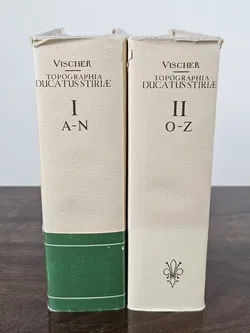 VISCHER
TOPOGRAPHIA
DUCATUS STIRIÆ
I
A-N
VISCHER
TOPOGRAPHIA
DUCATUS STIRIÆ
II
O-Z